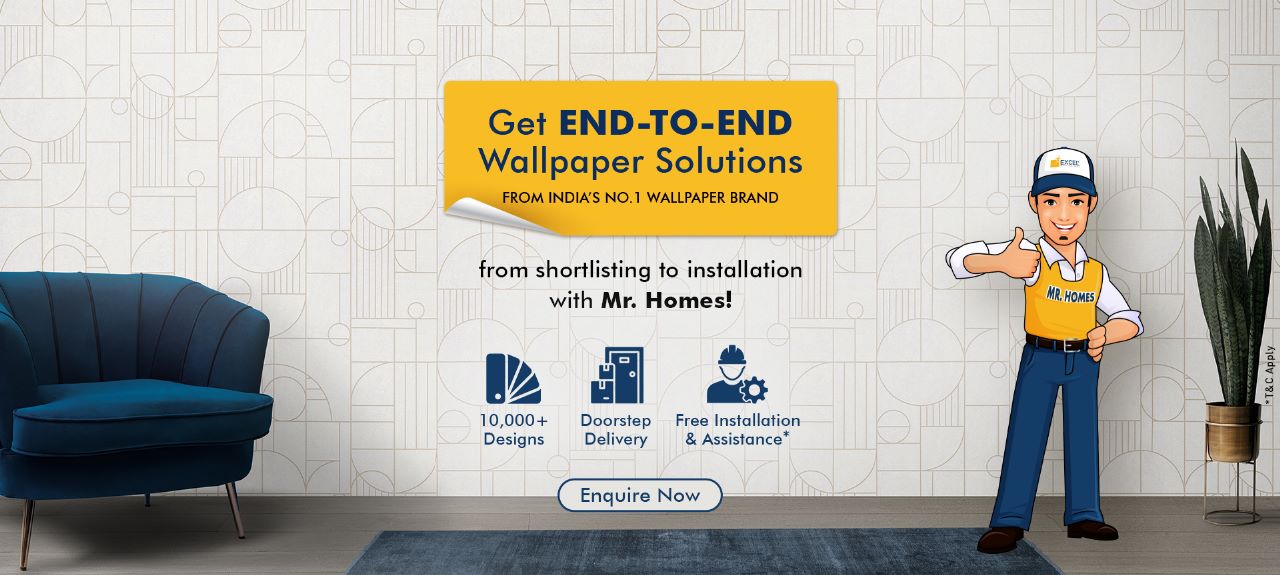 Get END-TO-END
Wallpaper Solutions
FROM INDIA'S NO.1 WALLPAPER BRAND
from shortlisting to installation
with Mr. Homes!
10,000+
Designs
Doorstep
Delivery
Free Installation
& Assistance*
Enquire Now
EXCEL
MR. HOMES
*T&C Apply